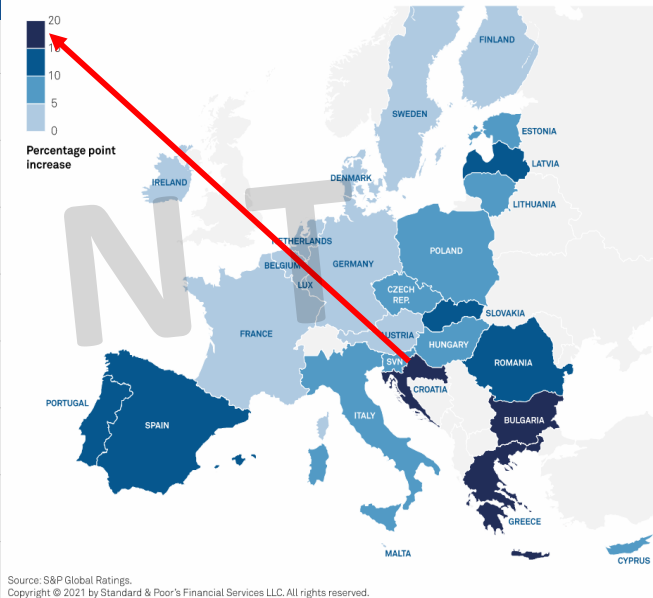 20
15
10
5
0
Percentage point
increase
FINLAND
SWEDEN
ESTONIA
LATVIA
DENMARK
IRELAND
LITHUANIA
NETHERLANDS
POLAND
BELGIUM
GERMANY
LUX
CZECH
REP.
SLOVAKIA
FRANCE
AUSTRIA
HUNGARY
SVN
ROMANIA
CROATIA
PORTUGAL
SPAIN
ITALY
BULGARIA
GREECE
MALTA
CYPRUS
N T
Source: S&P Global Ratings.
Copyright © 2021 by Standard & Poor's Financial Services LLC. All rights reserved.